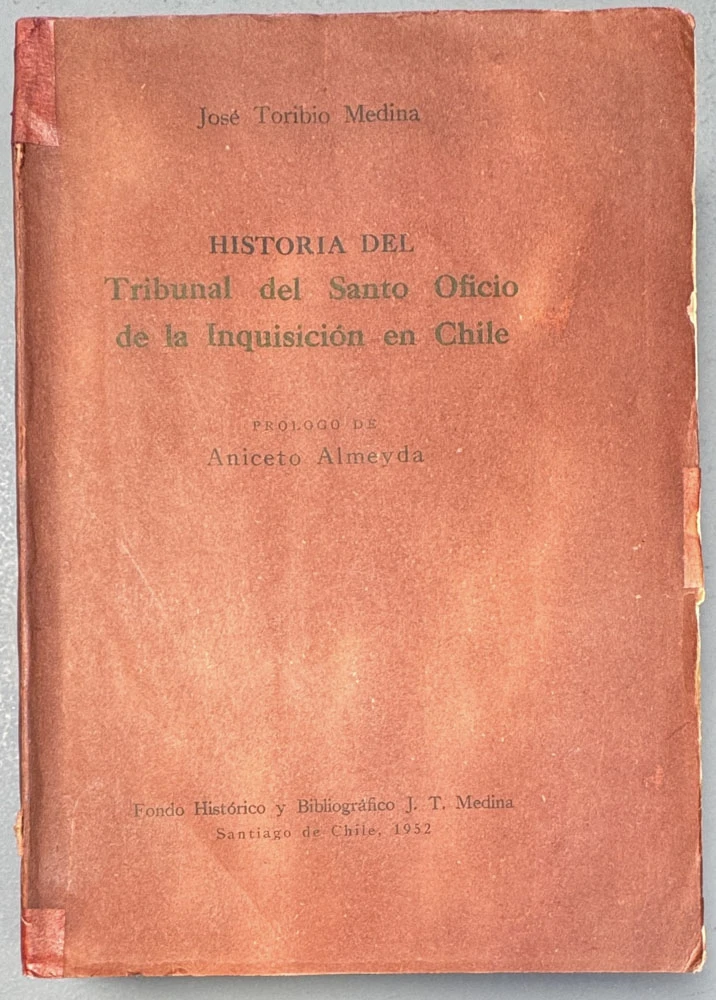 José Toribio Medina
HISTORIA DEL
Tribunal del Santo Oficio
de la Inquisición en Chile
PRÓLOGO DE
Aniceto Almeyda
Fondo Histórico y Bibliográfico J. T. Medina
Santiago de Chile, 1952